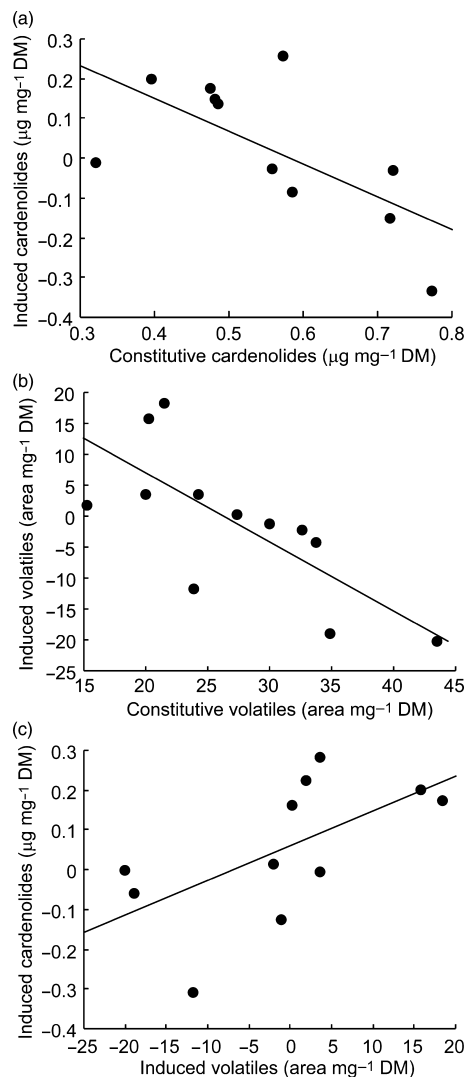 (a)
0.3
0.2
0.1
0
−0.1
−0.2
−0.3
−0.4
Induced cardenolides (μg mg⁻¹ DM)
0.3 0.4 0.5 0.6 0.7 0.8
Constitutive cardenolides (μg mg⁻¹ DM)
(b)
20
15
10
5
0
−5
−10
−15
−20
−25
Induced volatiles (area mg⁻¹ DM)
15 20 25 30 35 40 45
Constitutive volatiles (area mg⁻¹ DM)
(c)
0.3
0.2
0.1
0
−0.1
−0.2
−0.3
−0.4
Induced cardenolides (μg mg⁻¹ DM)
−25 −20 −15 −10 −5 0 5 10 15 20
Induced volatiles (area mg⁻¹ DM)